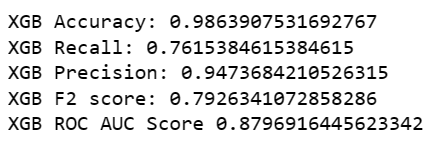 XGB Accuracy: 0.9863907531692767
XGB Recall: 0.7615384615384615
XGB Precision: 0.9473684210526315
XGB F2 score: 0.7926341072858286
XGB ROC AUC Score 0.8796916445623342